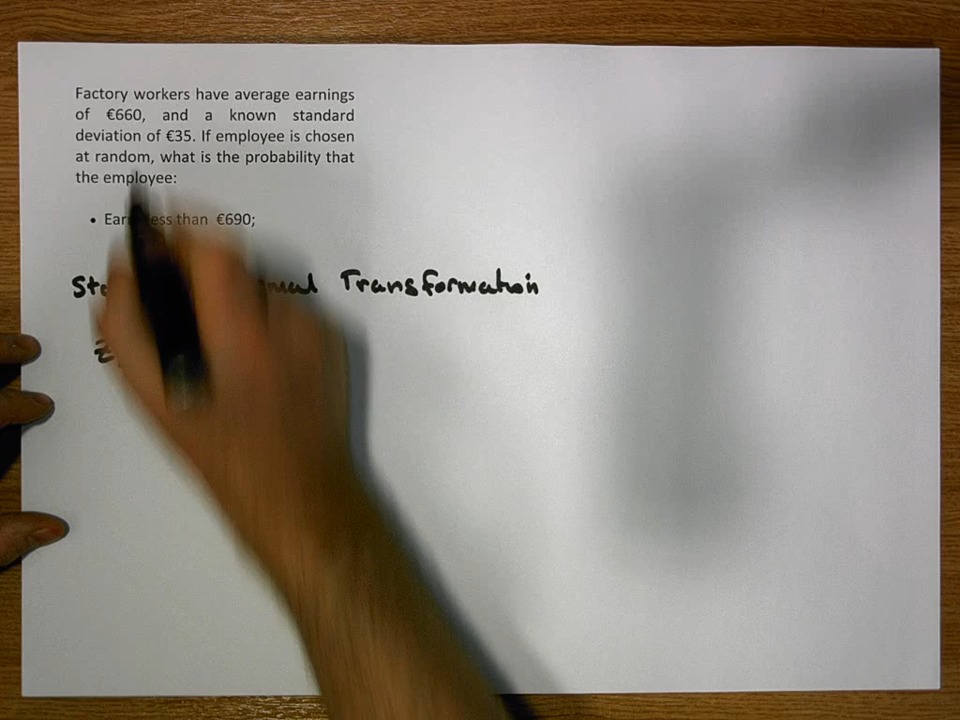 Factory workers have average earnings
of €660, and a known standard
deviation of €35. If employee is chosen
at random, what is the probability that
the employee:
• less than €690;
Transformation